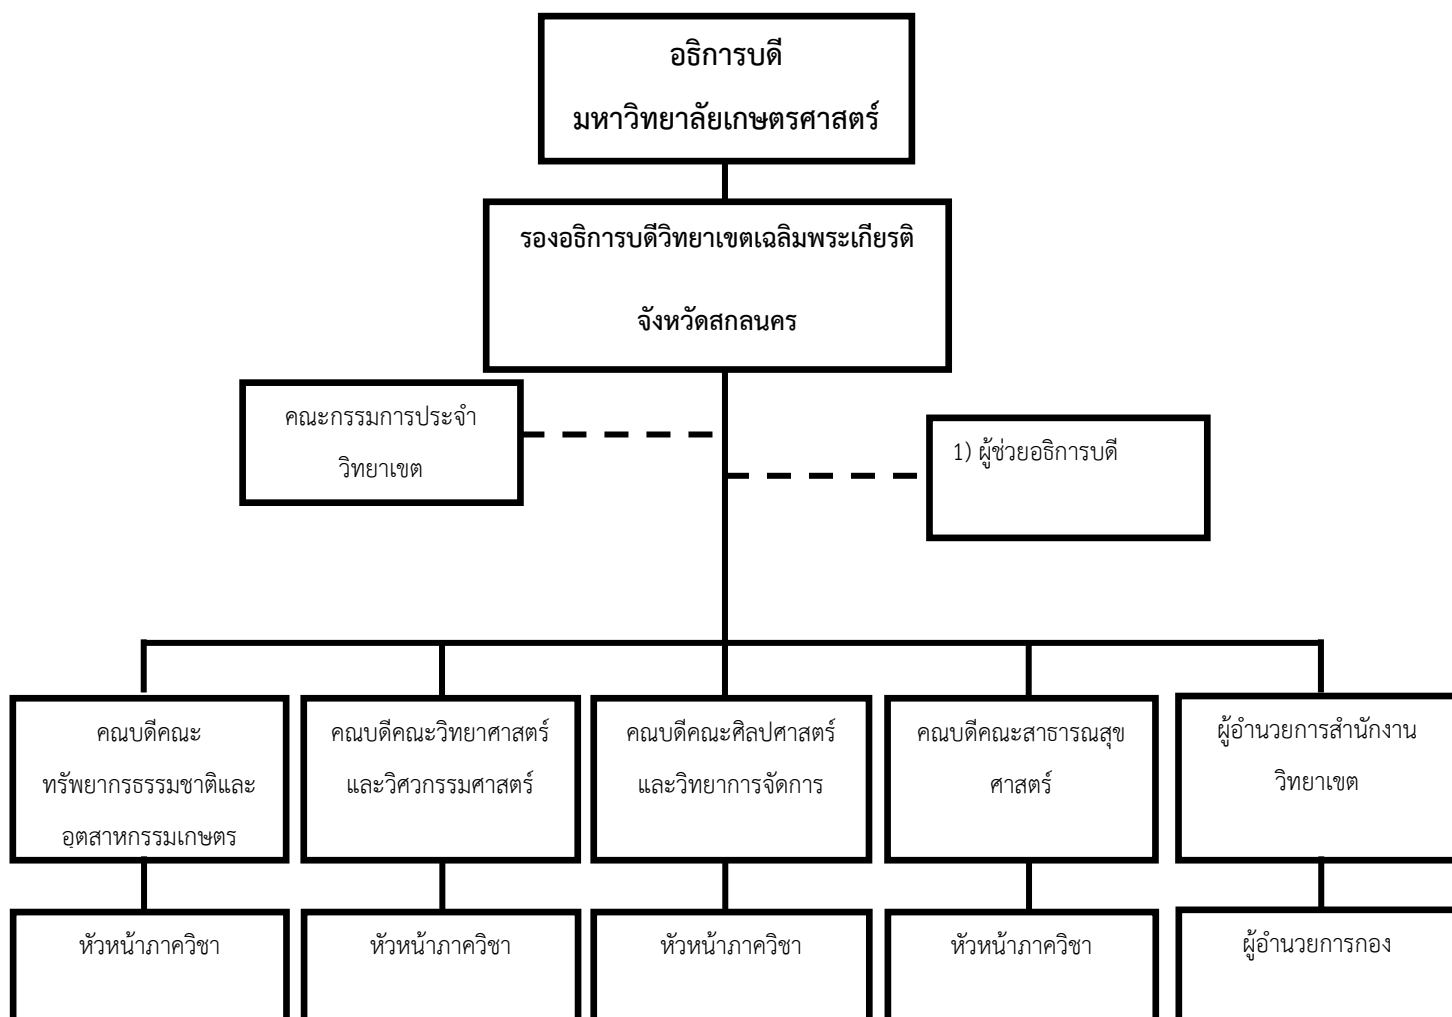 อธิการบดี
มหาวิทยาลัยเกษตรศาสตร์
รองอธิการบดีวิทยาเขตเฉลิมพระเกียรติ
จังหวัดสกลนคร
คณะกรรมการประจำ
วิทยาเขต
1) ผู้ช่วยอธิการบดี
คณบดีคณะ
ทรัพยากรธรรมชาติและ
อุตสาหกรรมเกษตร
คณบดีคณะวิทยาศาสตร์
และวิศวกรรมศาสตร์
คณบดีคณะศิลปศาสตร์
และวิทยาการจัดการ
คณบดีคณะสาธารณสุข
ศาสตร์
ผู้อำนวยการสำนักงาน
วิทยาเขต
หัวหน้าภาควิชา
หัวหน้าภาควิชา
หัวหน้าภาควิชา
หัวหน้าภาควิชา
ผู้อำนวยการกอง